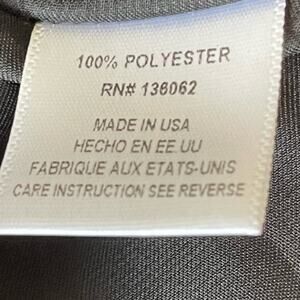 100% POLYESTER
RN# 136062
MADE IN USA
HECHO EN EE.UU
FABRIQUE AUX ETATS-UNIS
CARE INSTRUCTION SEE REVERSE